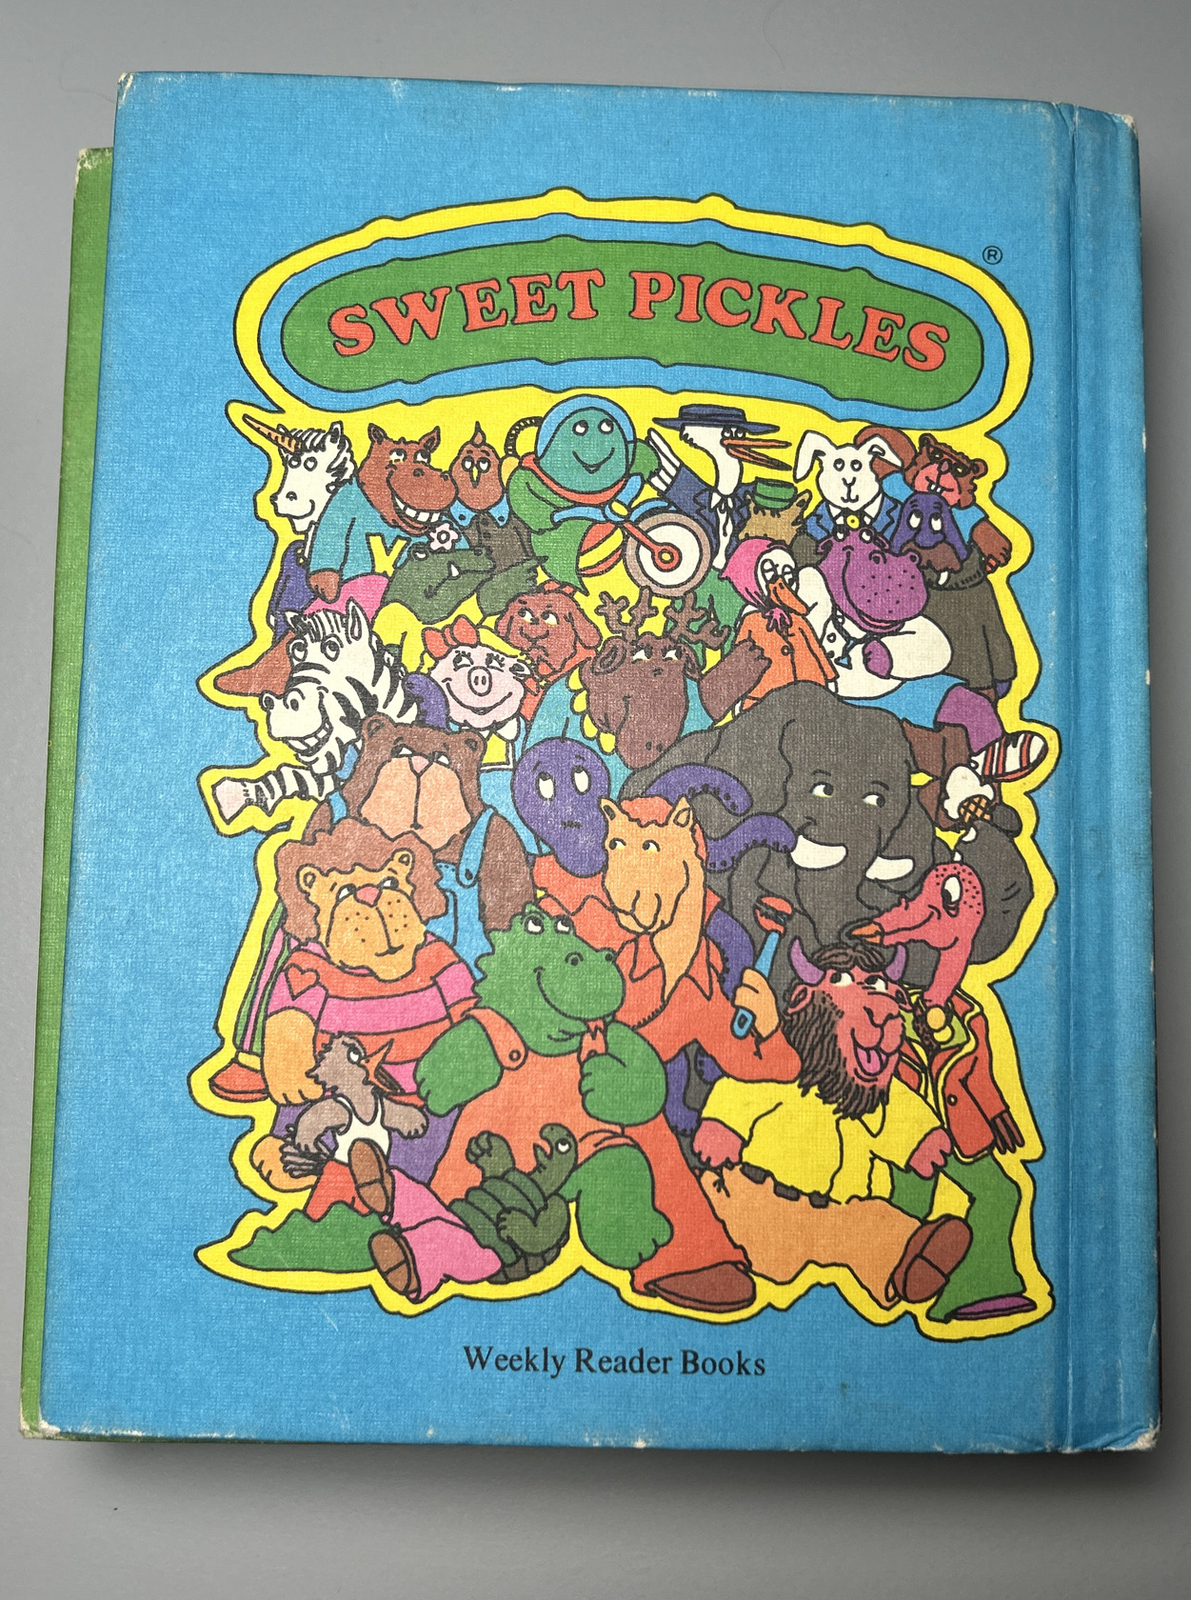 SWEET PICKLES
®
Y
Weekly Reader Books